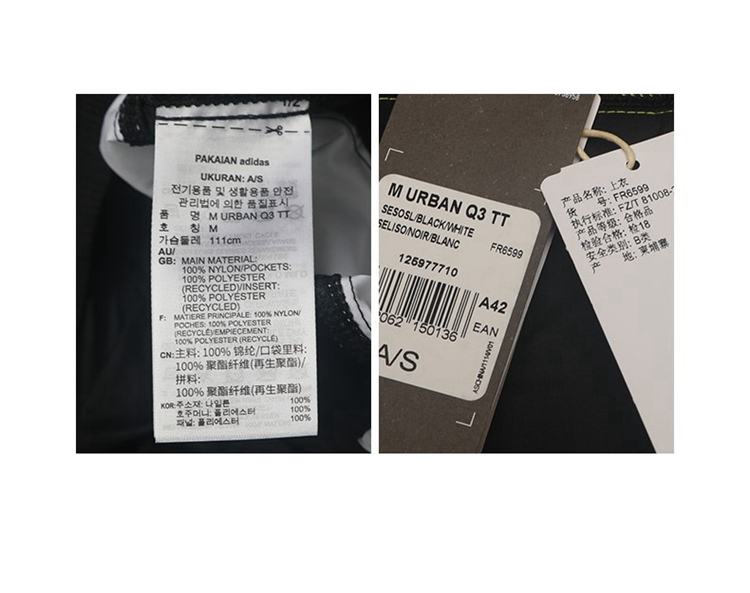 1/2
PAKAIAN adidas
UKURAN: A/S
전기용품 및 생활용품 안전
관리법에 의한 품질표시
품 명 M URBAN Q3 TT
호 칭 M
가슴둘레 111cm
AU/
GB: MAIN MATERIAL:
100% NYLON/POCKETS:
100% POLYESTER
(RECYCLED)/INSERT:
100% POLYESTER
(RECYCLED)
F: MATIERE PRINCIPALE: 100% NYLON/
POCHES: 100% POLYESTER
(RECYCLÉ)/EMPIECEMENT:
100% POLYESTER (RECYCLÉ)
CN: 主料: 100% 锦纶/口袋里料:
100% 聚酯纤维(再生聚酯)/
拼料:
100% 聚酯纤维(再生聚酯)
KOR: 주소재: 나일론 100%
호주머니: 폴리에스터 100%
패널: 폴리에스터 100%
M URBAN Q3 TT
SESOSL/BLACK/WHITE
SELISO/NOIR/BLANC
FR6599
126977710
A42
062 150136
EAN
A/S
产品名称: 上衣
货 号: FR6599
执行标准: FZ/T 81008-
产品等级: 合格品
检验合格: 检18
安全类别: B类
产 地: 柬埔寨